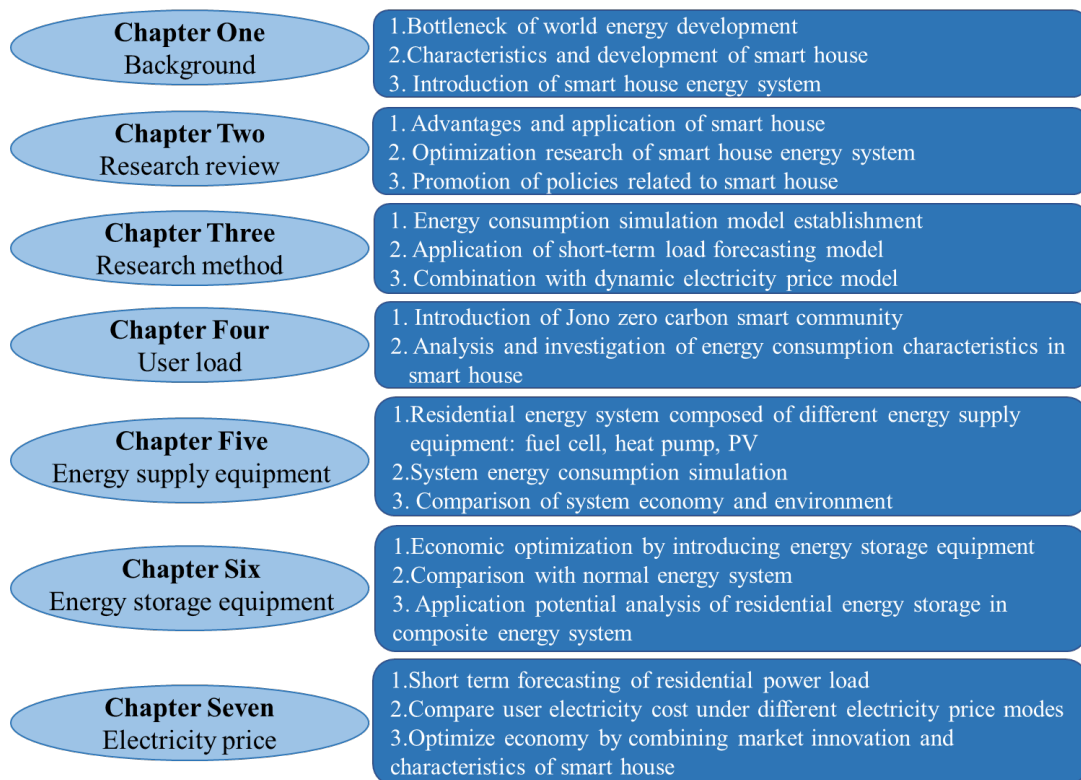 Chapter One
Background
1.Bottleneck of world energy development
2.Characteristics and development of smart house
3. Introduction of smart house energy system
Chapter Two
Research review
1. Advantages and application of smart house
2. Optimization research of smart house energy system
3. Promotion of policies related to smart house
Chapter Three
Research method
1. Energy consumption simulation model establishment
2. Application of short-term load forecasting model
3. Combination with dynamic electricity price model
Chapter Four
User load
1. Introduction of Jono zero carbon smart community
2. Analysis and investigation of energy consumption characteristics in
smart house
Chapter Five
Energy supply equipment
1.Residential energy system composed of different energy supply
equipment: fuel cell, heat pump, PV
2.System energy consumption simulation
3. Comparison of system economy and environment
Chapter Six
Energy storage equipment
1.Economic optimization by introducing energy storage equipment
2.Comparison with normal energy system
3. Application potential analysis of residential energy storage in
composite energy system
Chapter Seven
Electricity price
1.Short term forecasting of residential power load
2.Compare user electricity cost under different electricity price modes
3.Optimize economy by combining market innovation and
characteristics of smart house